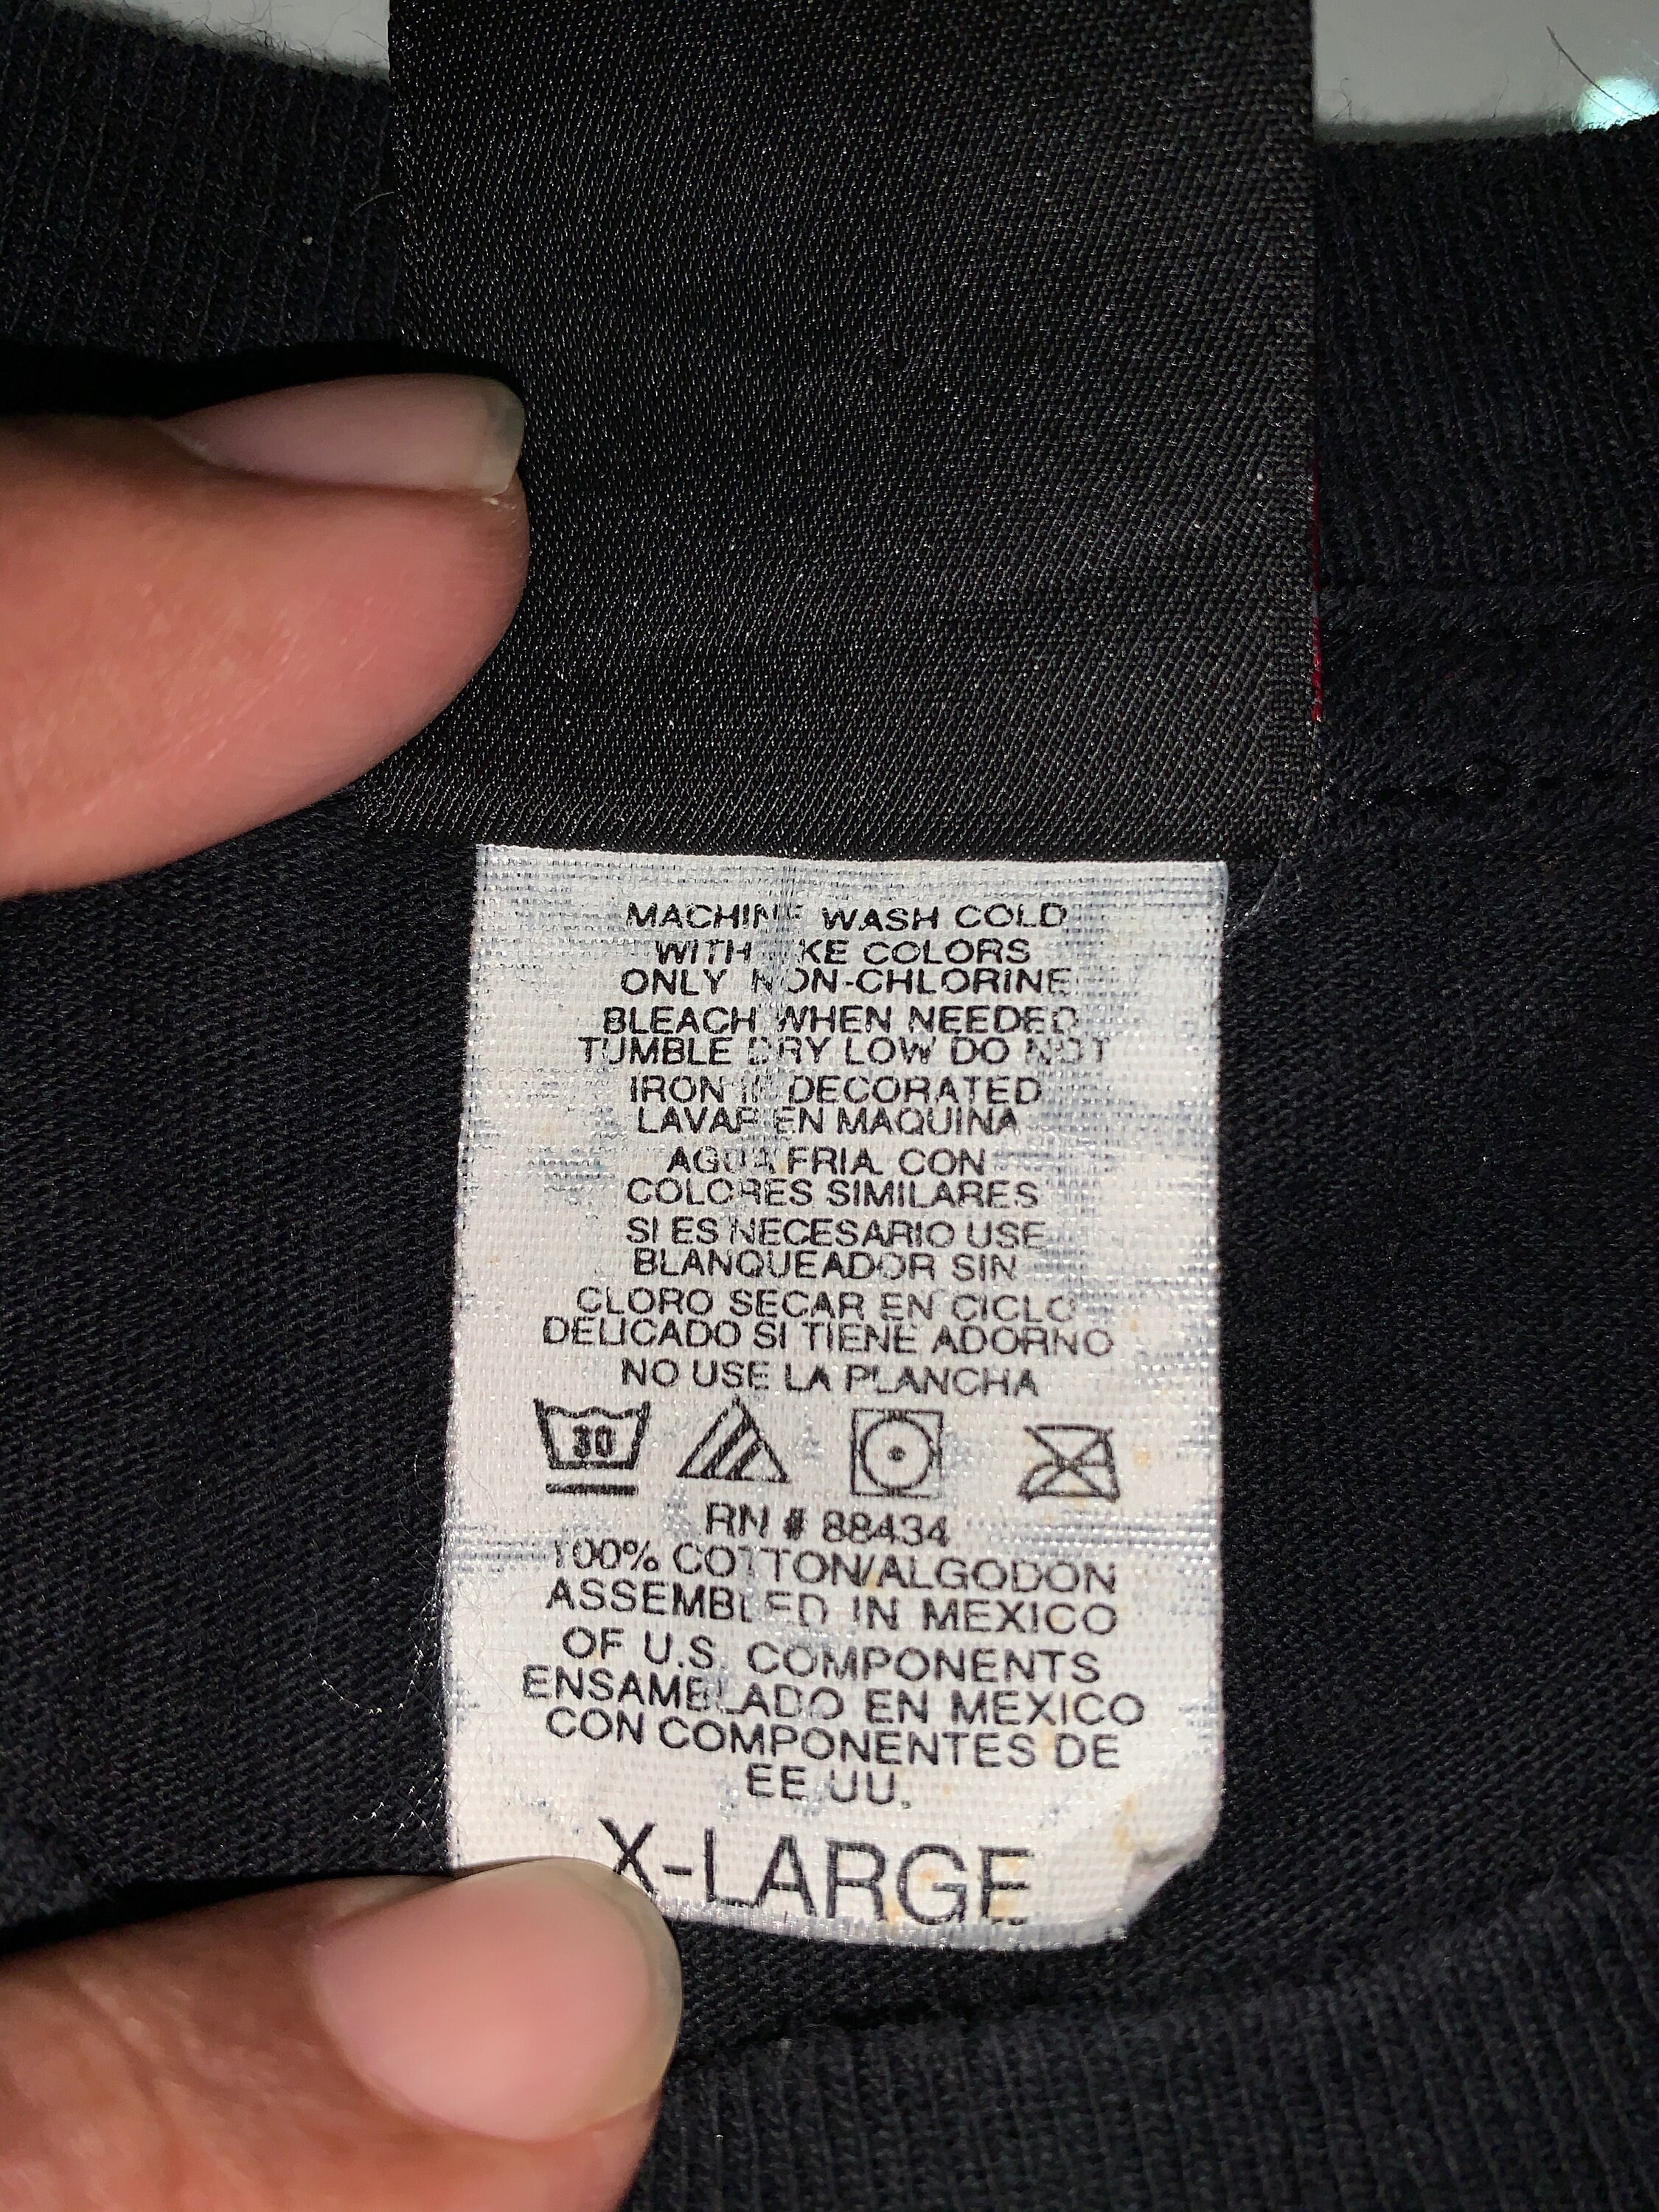 MACHINE WASH COLD
WITH LIKE COLORS
ONLY NON-CHLORINE
BLEACH WHEN NEEDED
TUMBLE DRY LOW DO NOT
IRON IF DECORATED
LAVAR EN MAQUINA
AGUA FRIA CON
COLORES SIMILARES
SI ES NECESARIO USE
BLANQUEADOR SIN
CLORO SECAR EN CICLO
DELICADO SI TIENE ADORNO
NO USE LA PLANCHA
30
RN # 88434
100% COTTON/ALGODON
ASSEMBLED IN MEXICO
OF U.S. COMPONENTS
ENSAMBLADO EN MEXICO
CON COMPONENTES DE
EE.UU.
X-LARGE